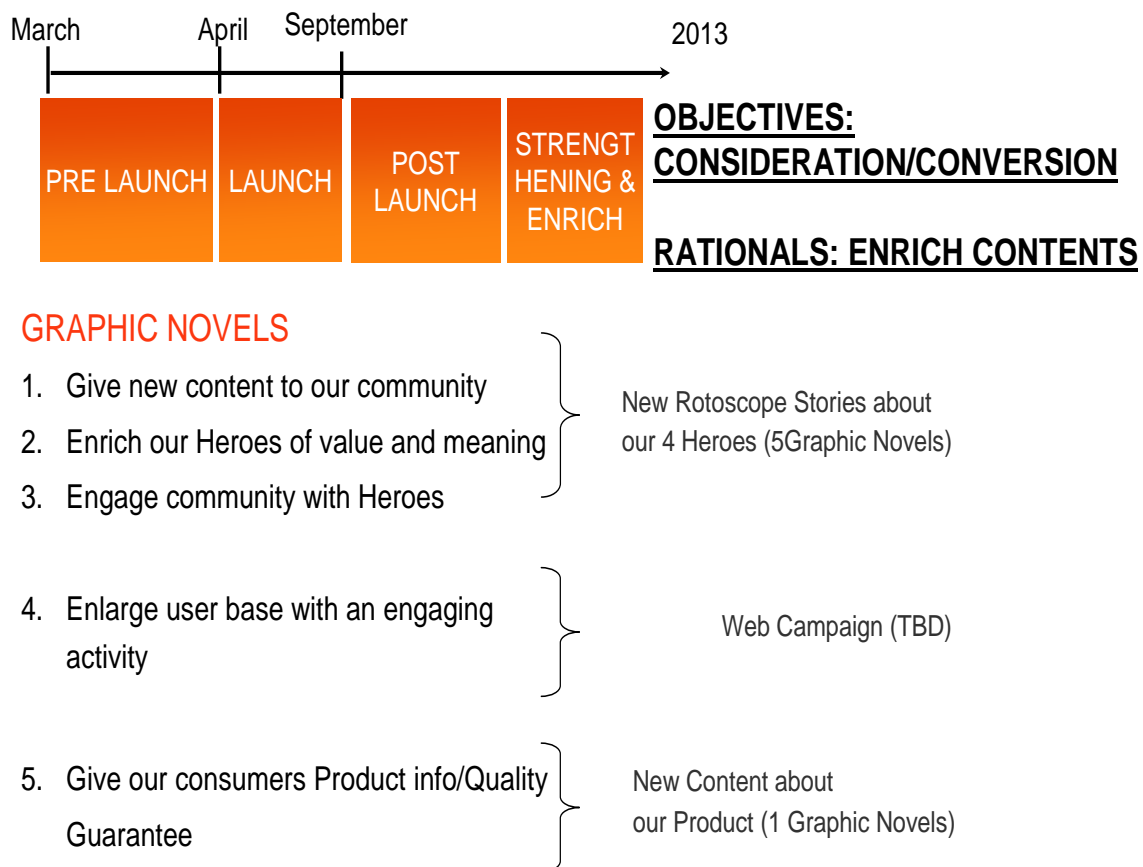 March
April
September
2013
PRE LAUNCH
LAUNCH
POST
LAUNCH
STRENGT
HENING &
ENRICH
OBJECTIVES:
CONSIDERATION/CONVERSION
RATIONALS: ENRICH CONTENTS
GRAPHIC NOVELS
1. Give new content to our community
2. Enrich our Heroes of value and meaning
3. Engage community with Heroes
New Rotoscope Stories about
our 4 Heroes (5Graphic Novels)
4. Enlarge user base with an engaging
activity
Web Campaign (TBD)
5. Give our consumers Product info/Quality
Guarantee
New Content about
our Product (1 Graphic Novels)